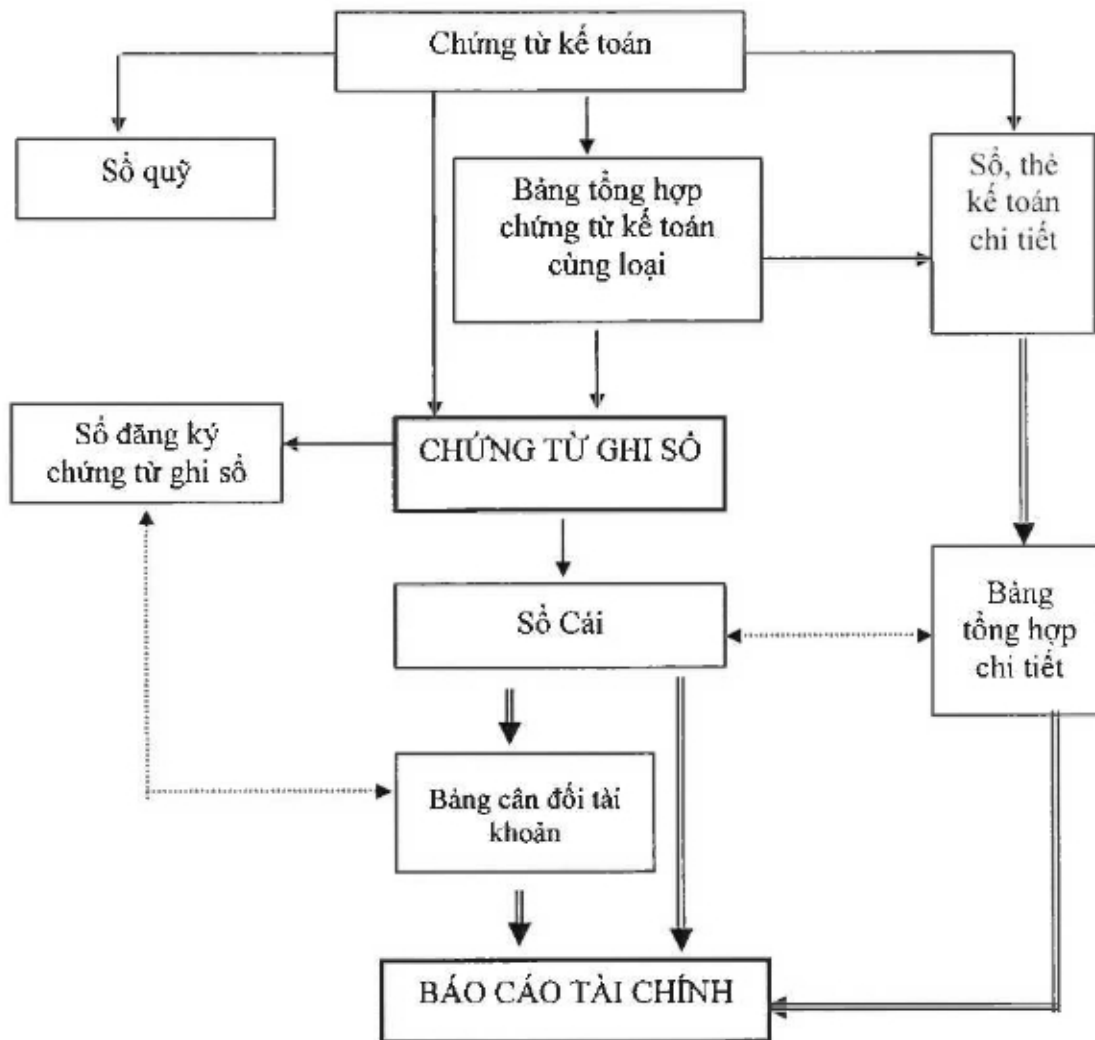 Chứng từ kế toán
Sổ quỹ
Bảng tổng hợp
chứng từ kế toán
cùng loại
Sổ, thẻ
kế toán
chi tiết
Sổ đăng ký
chứng từ ghi sổ
CHỨNG TỪ GHI SỔ
Sổ Cái
Bảng
tổng hợp
chi tiết
Bảng cân đối tài
khoản
BÁO CÁO TÀI CHÍNH